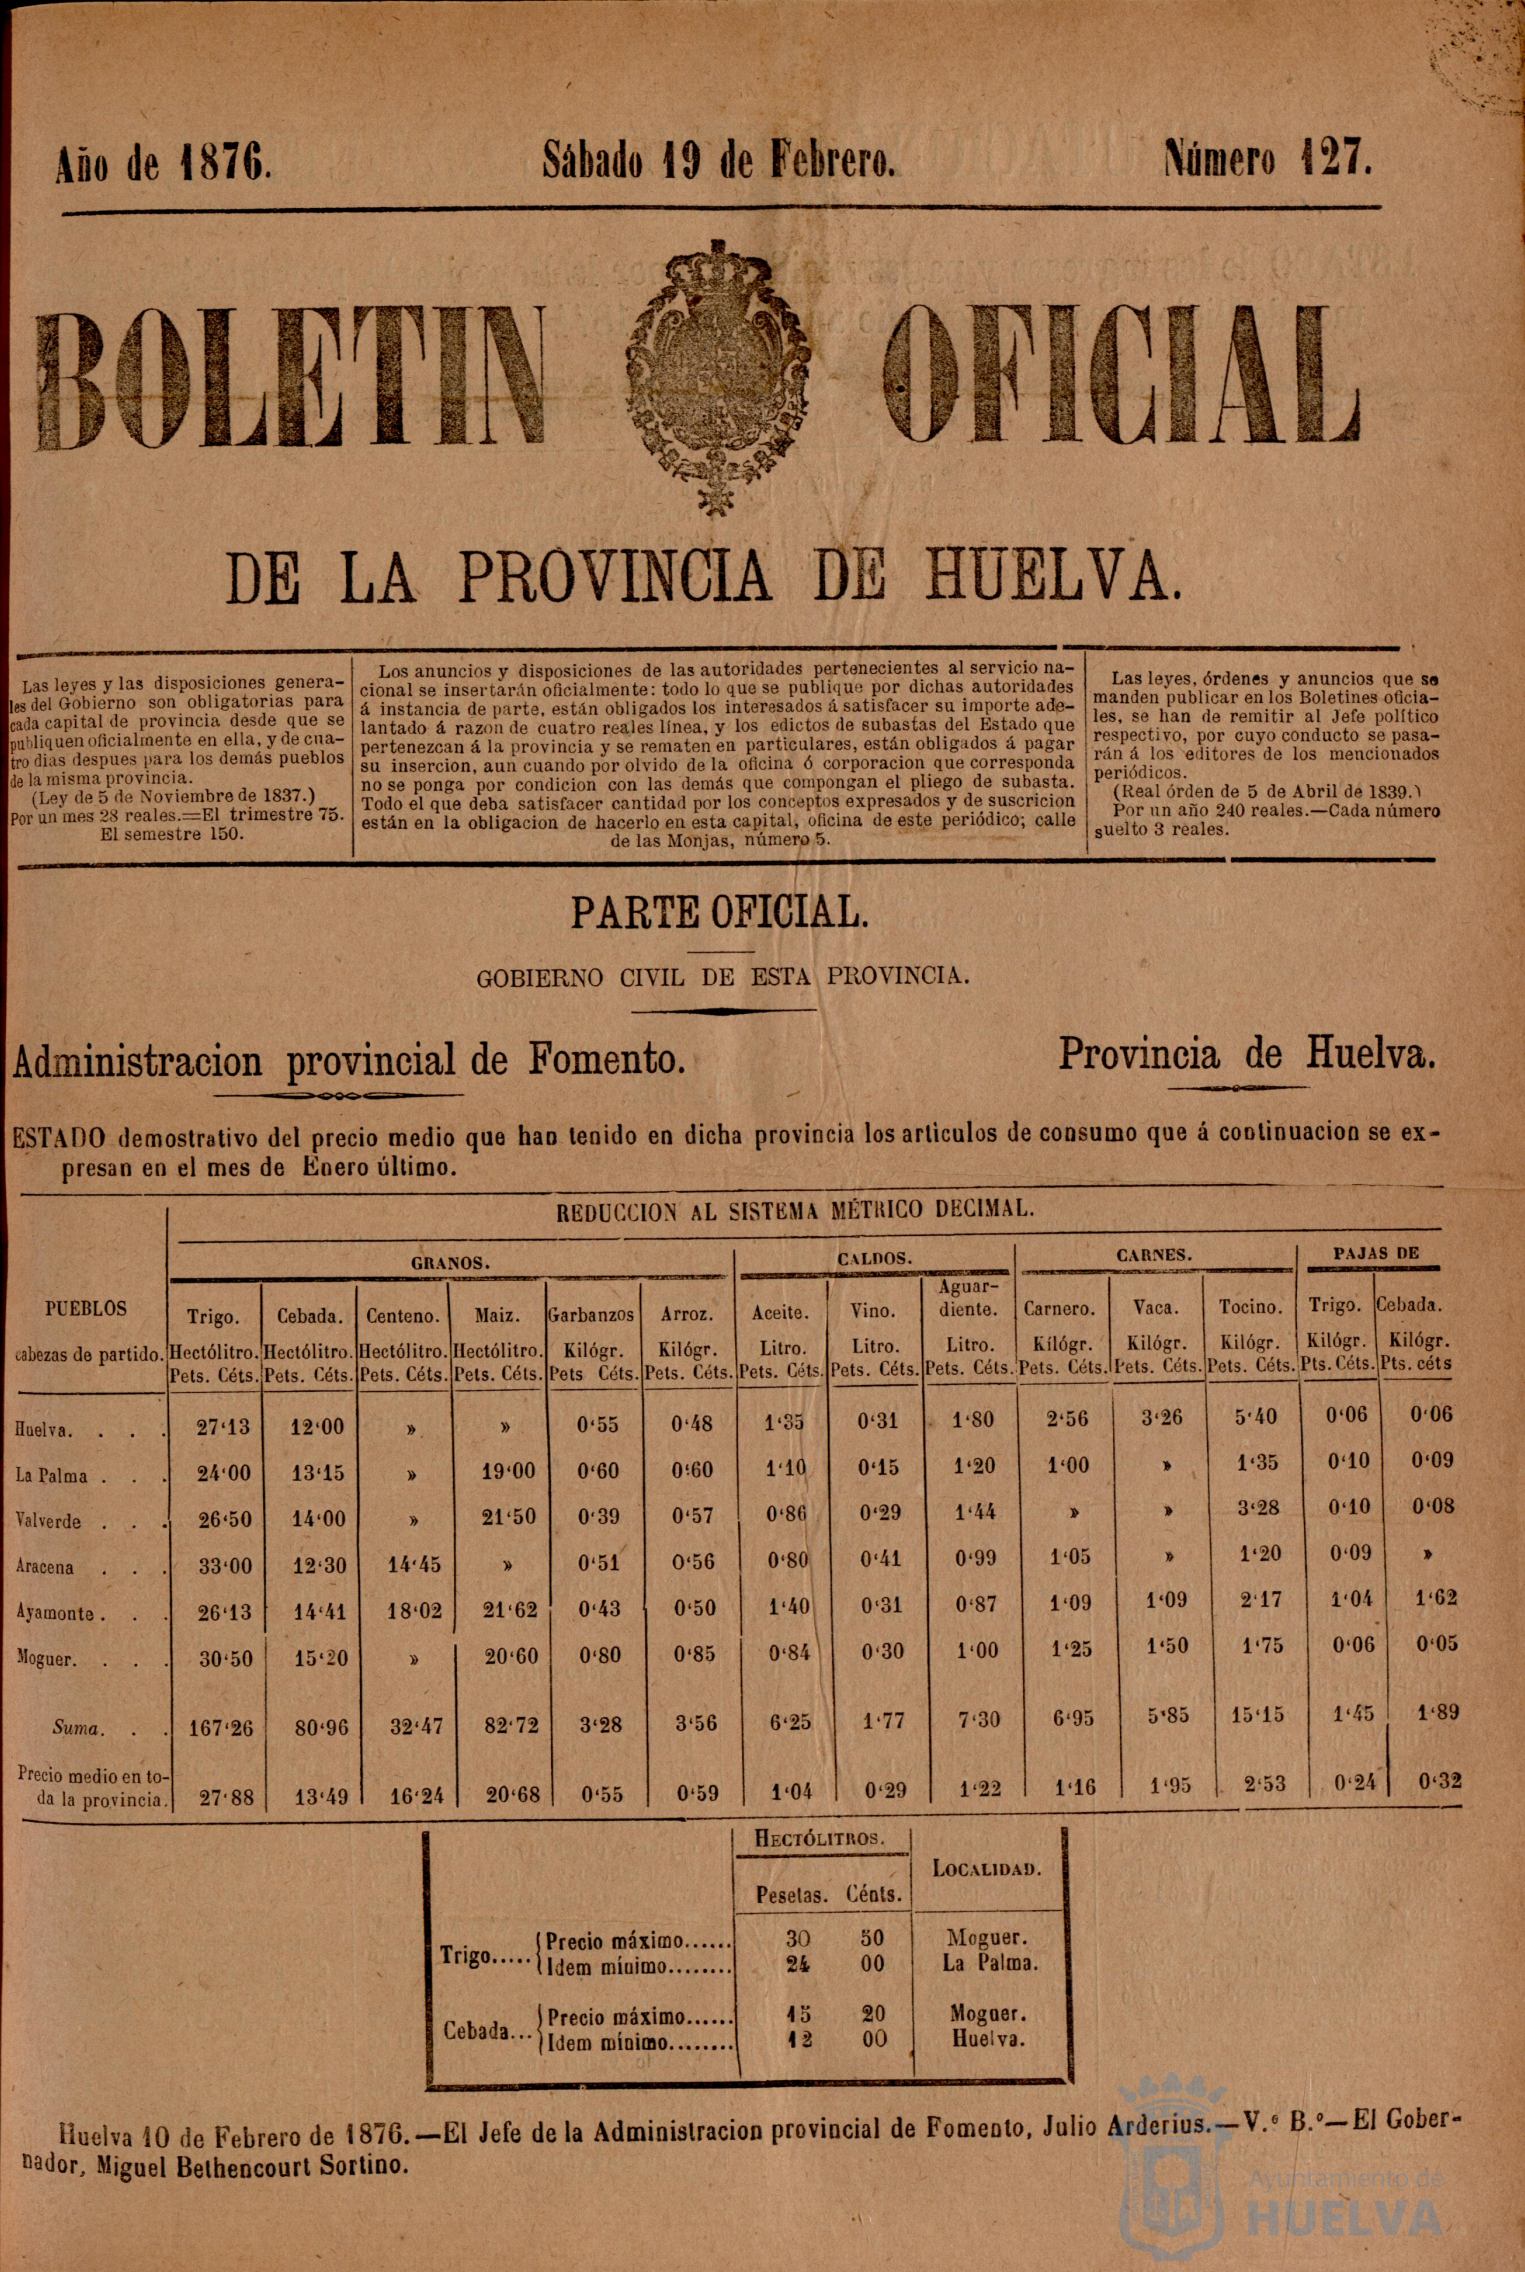 Año de 1876. Sábado 19 de Febrero. Número 127.
BOLETIN OFICIAL
DE LA PROVINCIA DE HUELVA.
Las leyes y las disposiciones genera-
les del Gobierno son obligatorias para
cada capital de provincia desde que se
publiquen oficialmente en ella, y de cua-
tro dias despues para los demás pueblos
de la misma provincia.
(Ley de 5 de Noviembre de 1837.)
Por un mes 28 reales.=El trimestre 75.
El semestre 150.
Los anuncios y disposiciones de las autoridades pertenecientes al servicio na-
cional se insertarán oficialmente: todo lo que se publique por dichas autoridades
á instancia de parte, están obligados los interesados á satisfacer su importe ade-
lantado á razon de cuatro reales línea, y los edictos de subastas del Estado que
pertenezcan á la provincia y se rematen en particulares, están obligados á pagar
su insercion, aun cuando por olvido de la oficina ó corporacion que corresponda
no se ponga por condicion con las demás que compongan el pliego de subasta.
Todo el que deba satisfacer cantidad por los conceptos expresados y de suscricion
están en la obligacion de hacerlo en esta capital, oficina de este periódico; calle
de las Monjas, número 5.
Las leyes, órdenes y anuncios que se
manden publicar en los Boletines oficia-
les, se han de remitir al Jefe político
respectivo, por cuyo conducto se pasa-
rán á los editores de los mencionados
periódicos.
(Real órden de 5 de Abril de 1839.)
Por un año 240 reales.—Cada número
suelto 3 reales.
PARTE OFICIAL.
GOBIERNO CIVIL DE ESTA PROVINCIA.
Administracion provincial de Fomento. Provincia de Huelva.
ESTADO demostrativo del precio medio que han tenido en dicha provincia los articulos de consumo que á continuacion se ex-
presan en el mes de Enero último.
REDUCCION AL SISTEMA MÉTRICO DECIMAL.
GRANOS. CALDOS. CARNES. PAJAS DE
PUEBLOS
cabezas de partido.
Trigo. Cebada. Centeno. Maiz. Garbanzos Arroz. Aceite. Vino. Aguar-
diente. Carnero. Vaca. Tocino. Trigo. Cebada.
Hectólitro. Hectólitro. Hectólitro. Hectólitro. Kilógr. Kilógr. Litro. Litro. Litro. Kilógr. Kilógr. Kilógr. Kilógr. Kilógr.
Pets. Céts. Pets. Céts. Pets. Céts. Pets. Céts. Pets Céts. Pets. Céts. Pets. Céts. Pets. Céts. Pets. Céts. Pets. Céts. Pets. Céts. Pets. Céts. Pts. Céts. Pts. céts
Huelva. . . . 27‘13 12‘00 » » 0‘55 0‘48 1‘35 0‘31 1‘80 2‘56 3‘26 5‘40 0‘06 0‘06
La Palma . . . 24‘00 13‘15 » 19‘00 0‘60 0‘60 1‘10 0‘15 1‘20 1‘00 » 1‘35 0‘10 0‘09
Valverde . . . 26‘50 14‘00 » 21‘50 0‘39 0‘57 0‘86 0‘29 1‘44 » » 3‘28 0‘10 0‘08
Aracena . . . 33‘00 12‘30 14‘45 » 0‘51 0‘56 0‘80 0‘41 0‘99 1‘05 » 1‘20 0‘09 »
Ayamonte . . . 26‘13 14‘41 18‘02 21‘62 0‘43 0‘50 1‘40 0‘31 0‘87 1‘09 1‘09 2‘17 1‘04 1‘62
Moguer. . . . 30‘50 15‘20 » 20‘60 0‘80 0‘85 0‘84 0‘30 1‘00 1‘25 1‘50 1‘75 0‘06 0‘05
Suma. . . 167‘26 80‘96 32‘47 82‘72 3‘28 3‘56 6‘25 1‘77 7‘30 6‘95 5‘85 15‘15 1‘45 1‘89
Precio medio en to-
da la provincia. 27‘88 13‘49 16‘24 20‘68 0‘55 0‘59 1‘04 0‘29 1‘22 1‘16 1‘95 2‘53 0‘24 0‘32
HECTÓLITROS. LOCALIDAD.
Pesetas. Cénts.
Trigo..... Precio máximo...... 30 50 Moguer.
Idem mínimo........ 24 00 La Palma.
Cebada... Precio máximo...... 15 20 Moguer.
Idem mínimo........ 12 00 Huelva.
Huelva 10 de Febrero de 1876.—El Jefe de la Administracion provincial de Fomento, Julio Arderius.—V.º B.º—El Gober-
nador, Miguel Bethencourt Sortino.
Ayuntamiento de
HUELVA